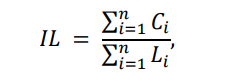 IL = \frac{\sum_{i=1}^{n} C_i}{\sum_{i=1}^{n} L_i},